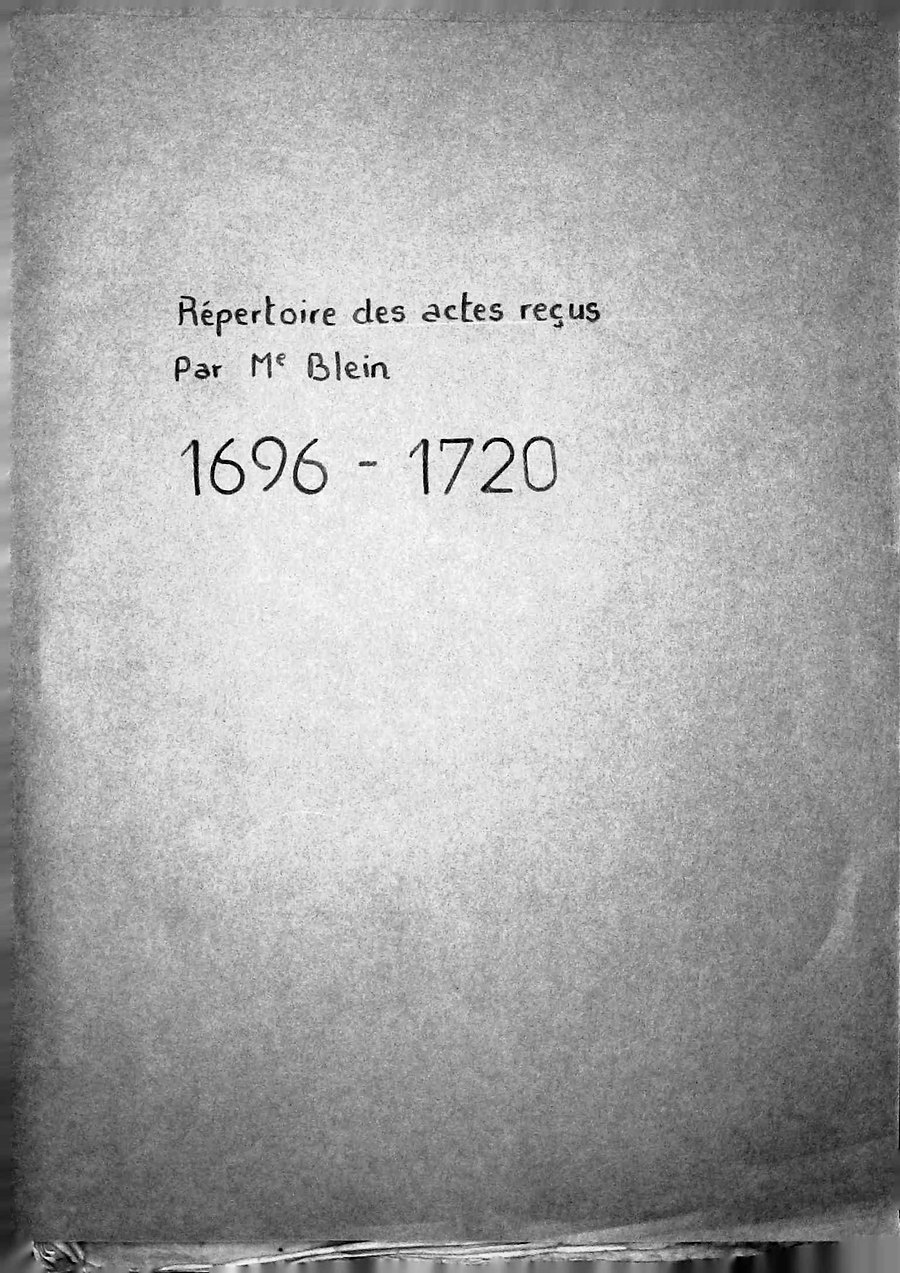 Répertoire des actes reçus
Par Mᵉ Blein
1696 - 1720